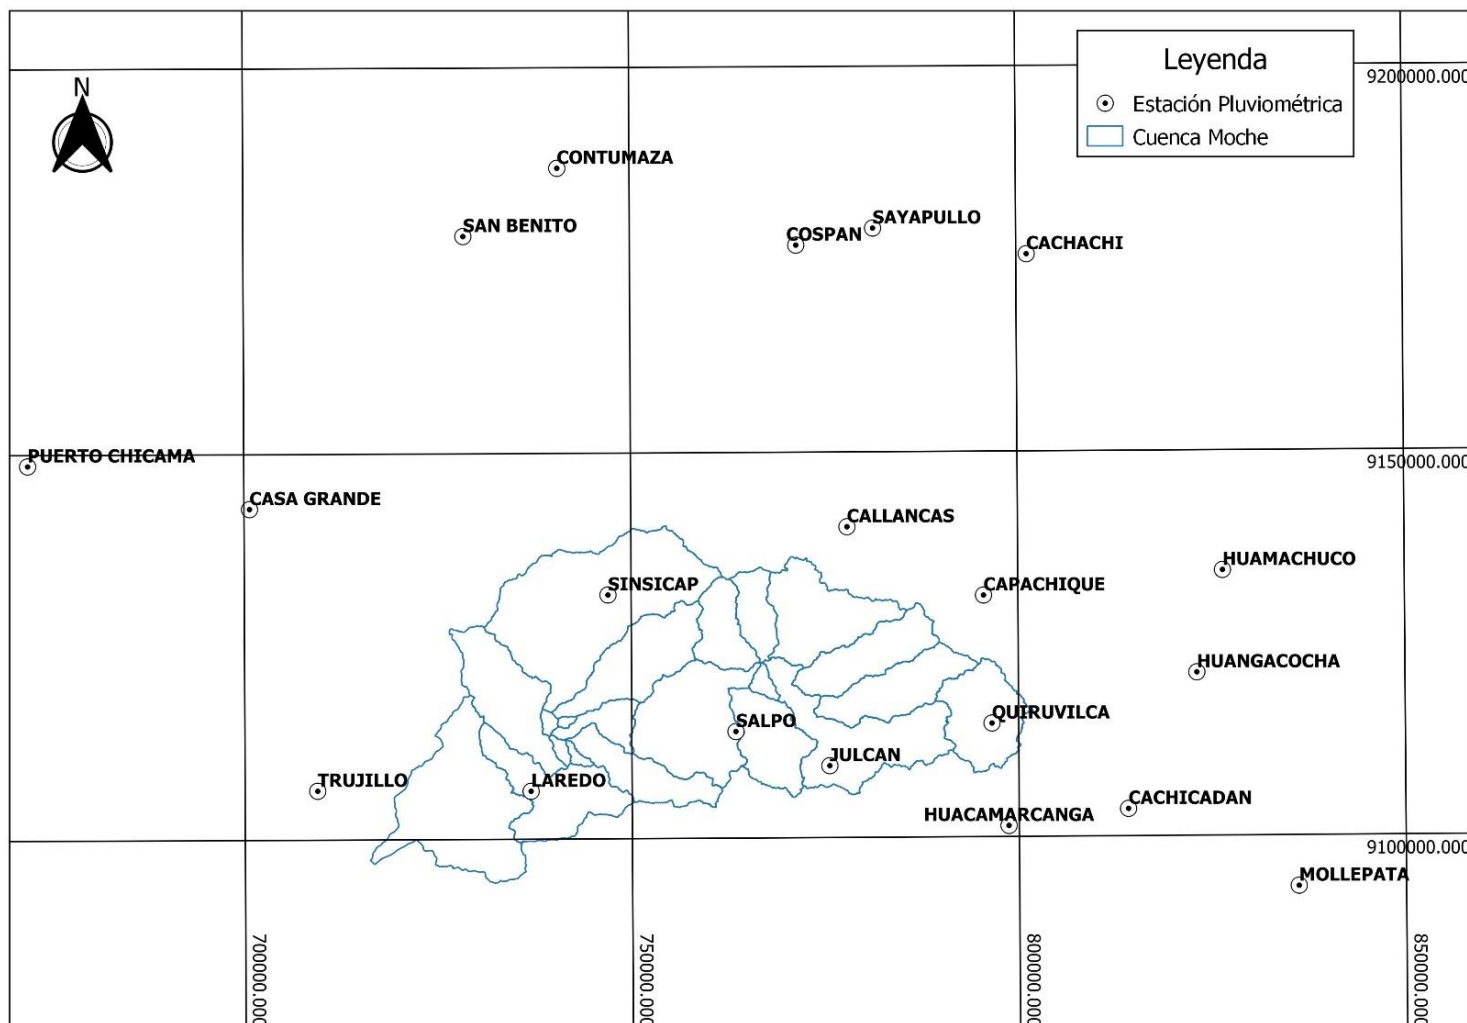 Leyenda
9200000.000
N
Estación Pluviométrica
Cuenca Moche
CONTUMAZA
SAN BENITO
SAYAPULLO
COSPAN
CACHACHI
PUERTO CHICAMA
9150000.000
CASA GRANDE
CALLANCAS
HUAMACHUCO
SINSICAP
CAPACHIQUE
HUANGACOCHA
QUIRUVILCA
SALPO
JULCAN
TRUJILLO
LAREDO
CACHICADAN
HUACAMARCANGA
9100000.000
MOLLEPATA
700000.000
750000.000
800000.000
850000.000